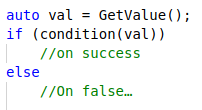 auto val = GetValue();
if (condition(val))
    //on success
else
    //On false…